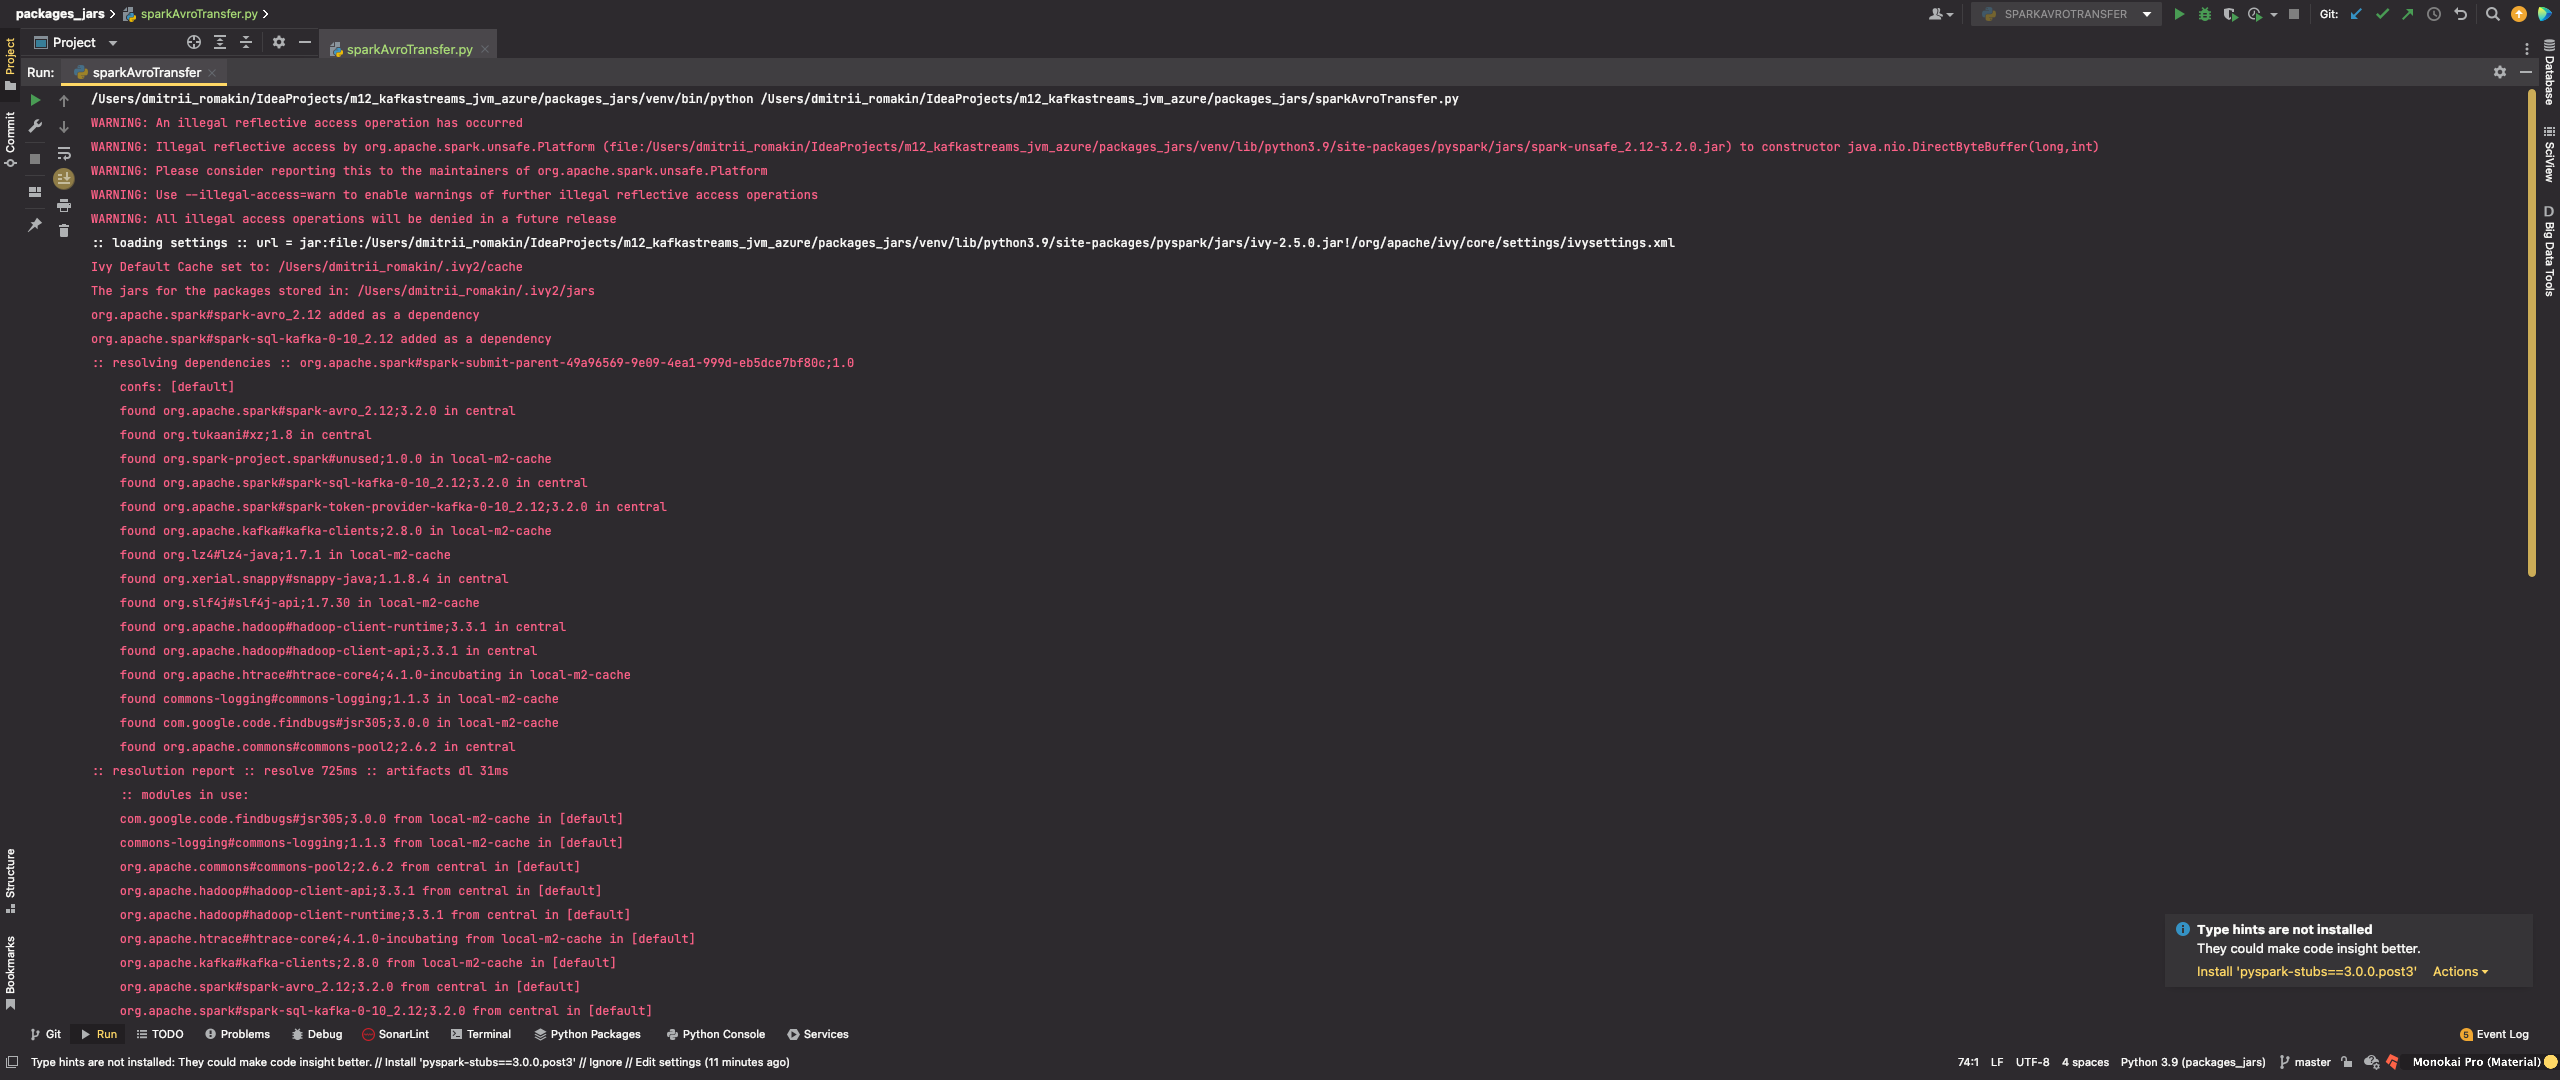 packages_jars
sparkAvroTransfer.py
SPARKAVROTRANSFER
Git:
Project
sparkAvroTransfer.py
Run:
sparkAvroTransfer
Project
Commit
Structure
Bookmarks
Database
SciView
D Big Data Tools
/Users/dmitrii_romakin/IdeaProjects/m12_kafkastreams_jvm_azure/packages_jars/venv/bin/python /Users/dmitrii_romakin/IdeaProjects/m12_kafkastreams_jvm_azure/packages_jars/sparkAvroTransfer.py
WARNING: An illegal reflective access operation has occurred
WARNING: Illegal reflective access by org.apache.spark.unsafe.Platform (file:/Users/dmitrii_romakin/IdeaProjects/m12_kafkastreams_jvm_azure/packages_jars/venv/lib/python3.9/site-packages/pyspark/jars/spark-unsafe_2.12-3.2.0.jar) to constructor java.nio.DirectByteBuffer(long,int)
WARNING: Please consider reporting this to the maintainers of org.apache.spark.unsafe.Platform
WARNING: Use --illegal-access=warn to enable warnings of further illegal reflective access operations
WARNING: All illegal access operations will be denied in a future release
:: loading settings :: url = jar:file:/Users/dmitrii_romakin/IdeaProjects/m12_kafkastreams_jvm_azure/packages_jars/venv/lib/python3.9/site-packages/pyspark/jars/ivy-2.5.0.jar!/org/apache/ivy/core/settings/ivysettings.xml
Ivy Default Cache set to: /Users/dmitrii_romakin/.ivy2/cache
The jars for the packages stored in: /Users/dmitrii_romakin/.ivy2/jars
org.apache.spark#spark-avro_2.12 added as a dependency
org.apache.spark#spark-sql-kafka-0-10_2.12 added as a dependency
:: resolving dependencies :: org.apache.spark#spark-submit-parent-49a96569-9e09-4ea1-999d-eb5dce7bf80c;1.0
confs: [default]
found org.apache.spark#spark-avro_2.12;3.2.0 in central
found org.tukaani#xz;1.8 in central
found org.spark-project.spark#unused;1.0.0 in local-m2-cache
found org.apache.spark#spark-sql-kafka-0-10_2.12;3.2.0 in central
found org.apache.spark#spark-token-provider-kafka-0-10_2.12;3.2.0 in central
found org.apache.kafka#kafka-clients;2.8.0 in local-m2-cache
found org.lz4#lz4-java;1.7.1 in local-m2-cache
found org.xerial.snappy#snappy-java;1.1.8.4 in central
found org.slf4j#slf4j-api;1.7.30 in local-m2-cache
found org.apache.hadoop#hadoop-client-runtime;3.3.1 in central
found org.apache.hadoop#hadoop-client-api;3.3.1 in central
found org.apache.htrace#htrace-core4;4.1.0-incubating in local-m2-cache
found commons-logging#commons-logging;1.1.3 in local-m2-cache
found com.google.code.findbugs#jsr305;3.0.0 in local-m2-cache
found org.apache.commons#commons-pool2;2.6.2 in central
:: resolution report :: resolve 725ms :: artifacts dl 31ms
:: modules in use:
com.google.code.findbugs#jsr305;3.0.0 from local-m2-cache in [default]
commons-logging#commons-logging;1.1.3 from local-m2-cache in [default]
org.apache.commons#commons-pool2;2.6.2 from central in [default]
org.apache.hadoop#hadoop-client-api;3.3.1 from central in [default]
org.apache.hadoop#hadoop-client-runtime;3.3.1 from central in [default]
org.apache.htrace#htrace-core4;4.1.0-incubating from local-m2-cache in [default]
org.apache.kafka#kafka-clients;2.8.0 from local-m2-cache in [default]
org.apache.spark#spark-avro_2.12;3.2.0 from central in [default]
org.apache.spark#spark-sql-kafka-0-10_2.12;3.2.0 from central in [default]
Type hints are not installed
They could make code insight better.
Install 'pyspark-stubs==3.0.0.post3' Actions
Git
Run
TODO
Problems
Debug
SonarLint
Terminal
Python Packages
Python Console
Services
5 Event Log
Type hints are not installed: They could make code insight better. // Install 'pyspark-stubs==3.0.0.post3' // Ignore // Edit settings (11 minutes ago)
74:1 LF UTF-8 4 spaces Python 3.9 (packages_jars) master Monokai Pro (Material)